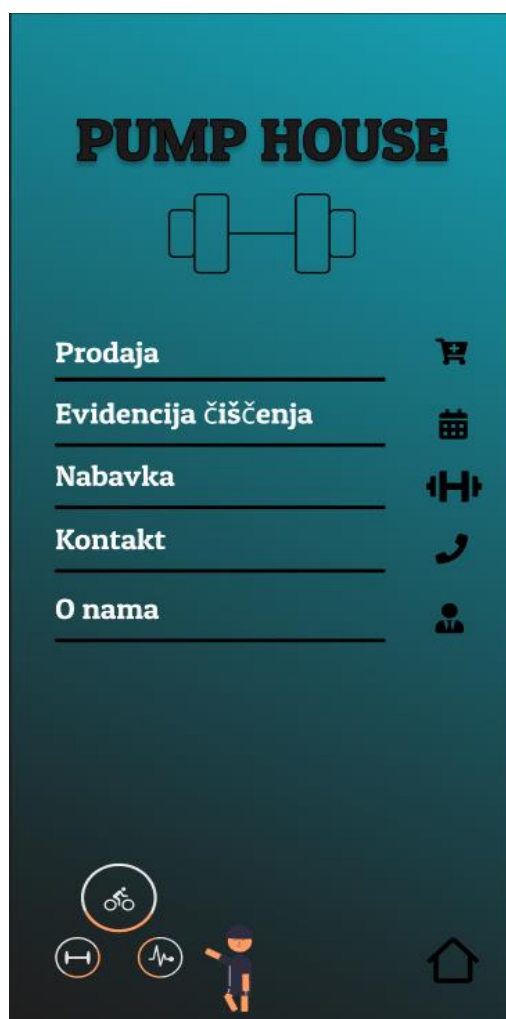 PUMP HOUSE
Prodaja
Evidencija čiščenja
Nabavka
Kontakt
O nama